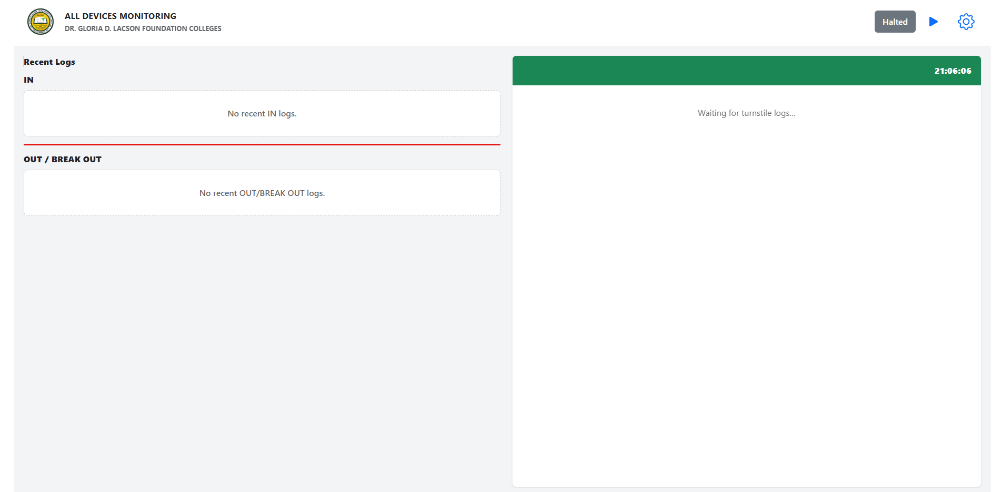 ALL DEVICES MONITORING
DR. GLORIA D. LACSON FOUNDATION COLLEGES
Halted
Recent Logs
IN
No recent IN logs.
OUT / BREAK OUT
No recent OUT/BREAK OUT logs.
21:06:06
Waiting for turnstile logs...